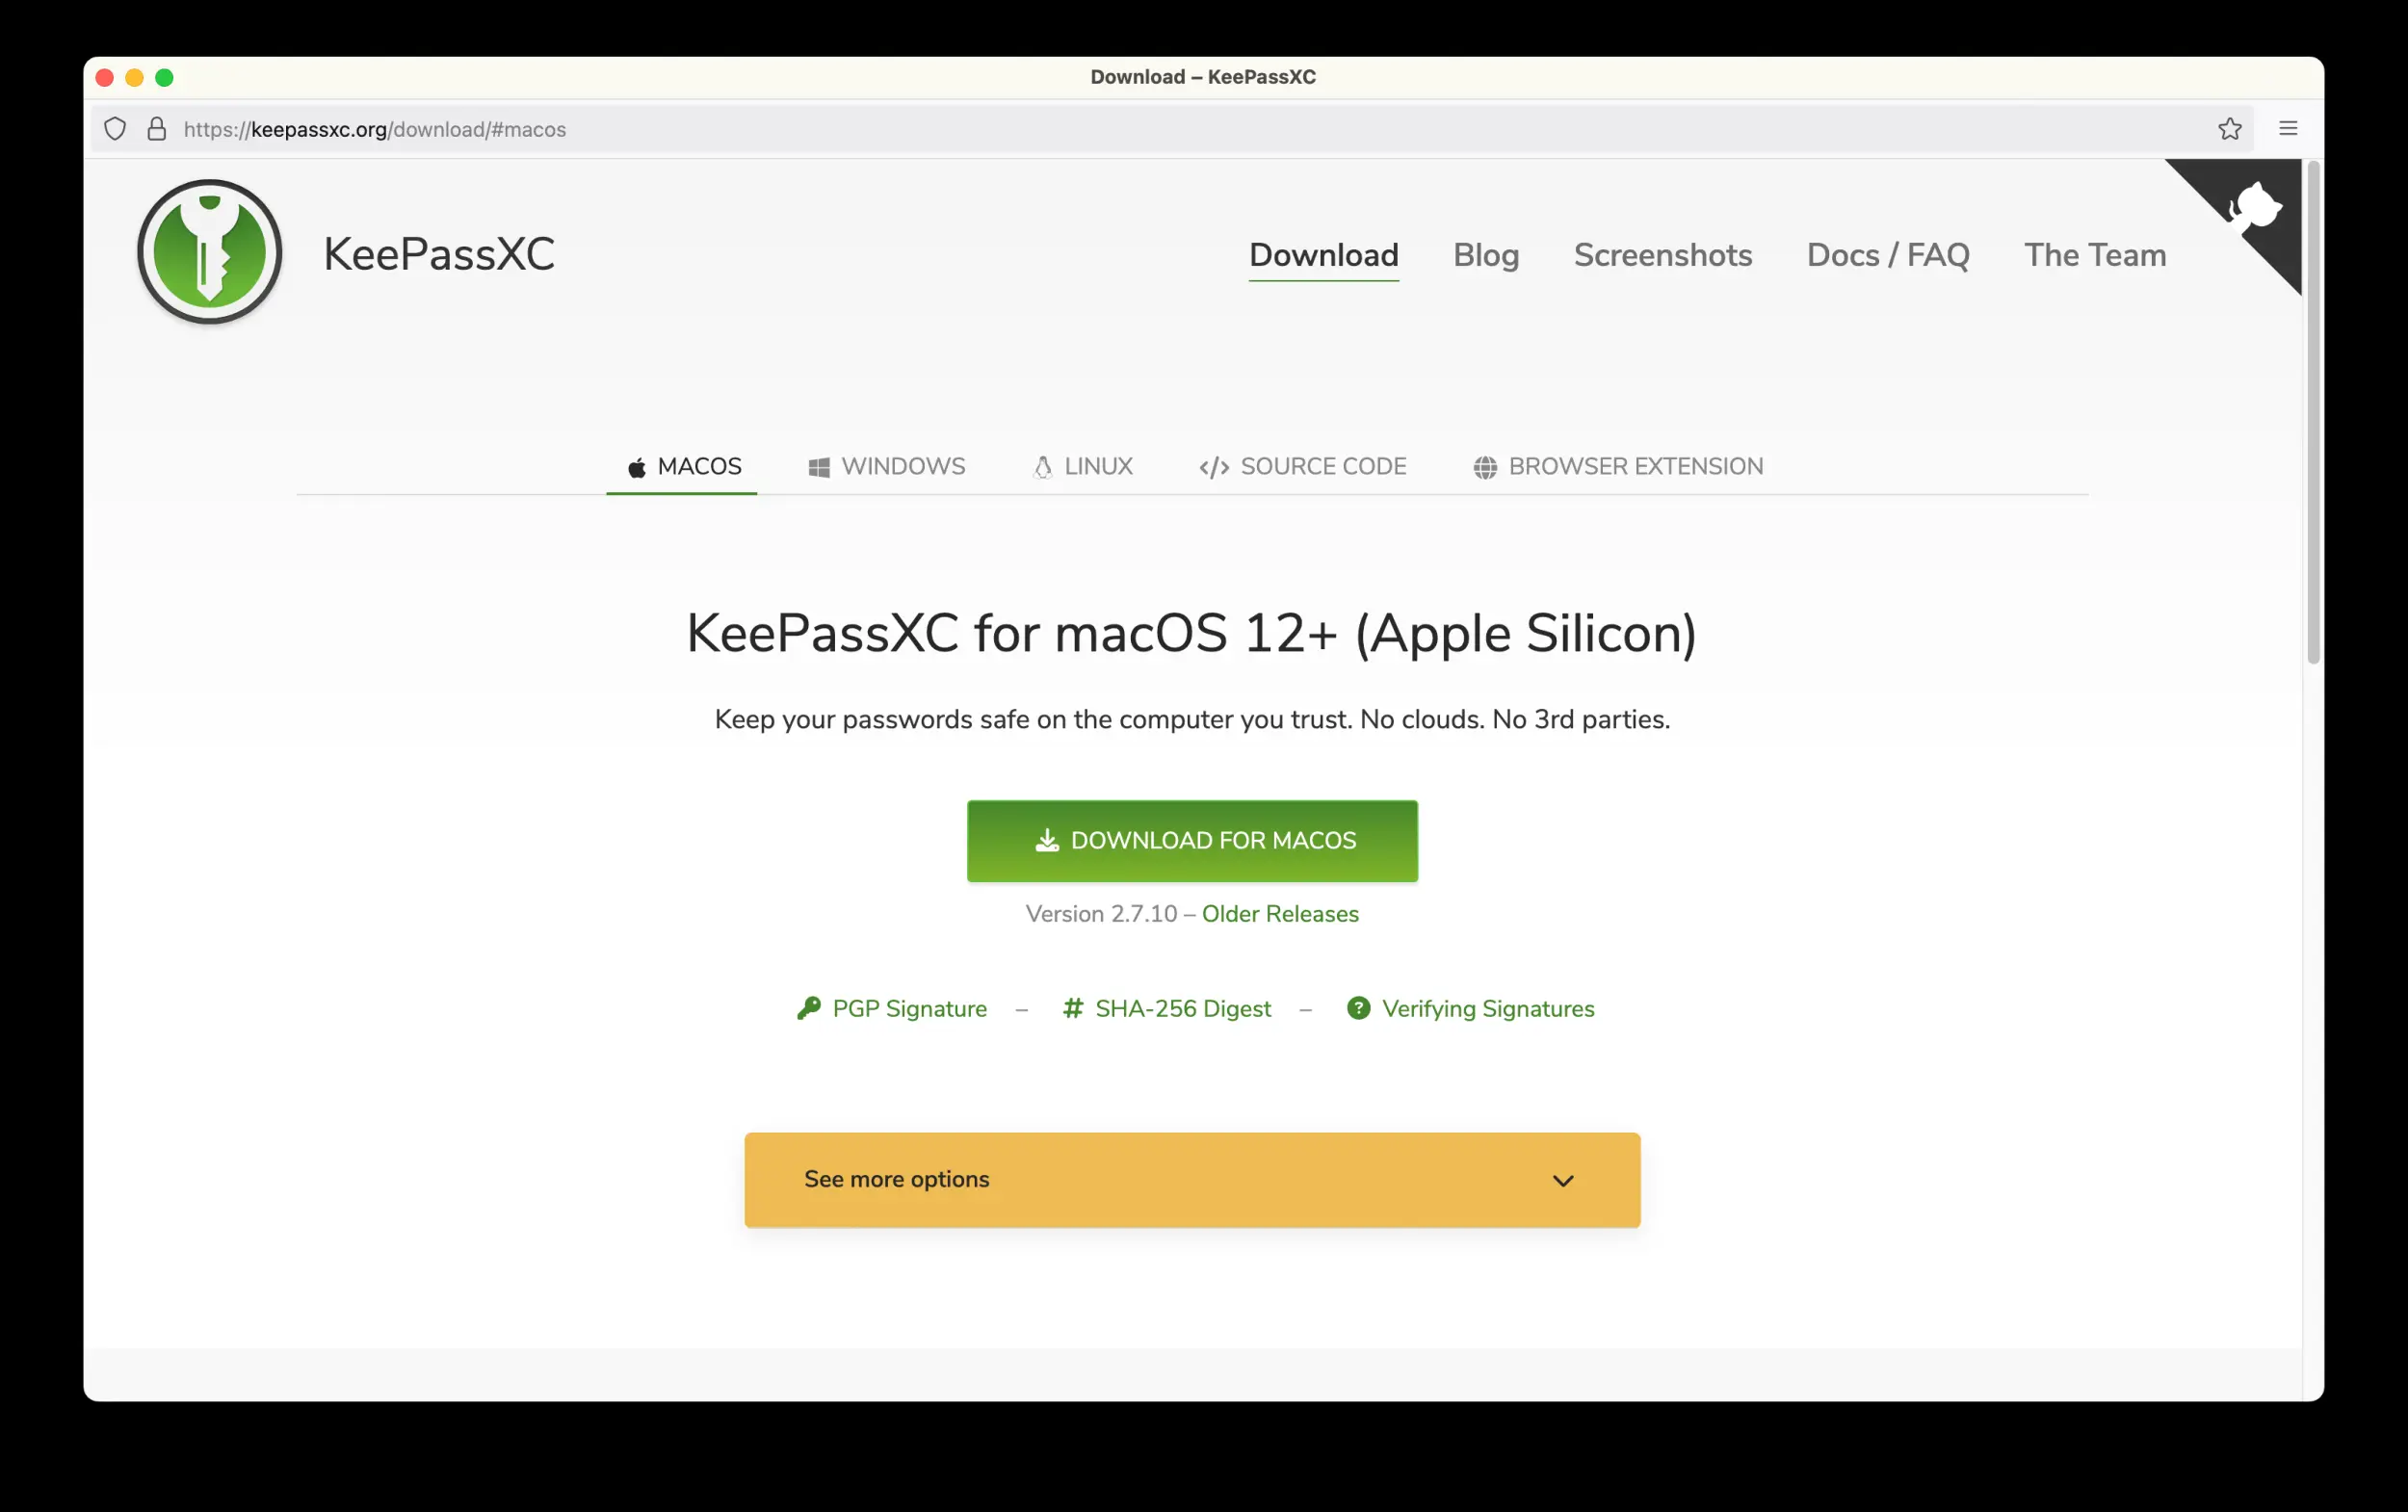 Download – KeePassXC
https://keepassxc.org/download/#macos
KeePassXC
Download Blog Screenshots Docs / FAQ The Team
MACOS WINDOWS LINUX </> SOURCE CODE BROWSER EXTENSION
KeePassXC for macOS 12+ (Apple Silicon)
Keep your passwords safe on the computer you trust. No clouds. No 3rd parties.
DOWNLOAD FOR MACOS
Version 2.7.10 – Older Releases
PGP Signature – # SHA-256 Digest – ? Verifying Signatures
See more options